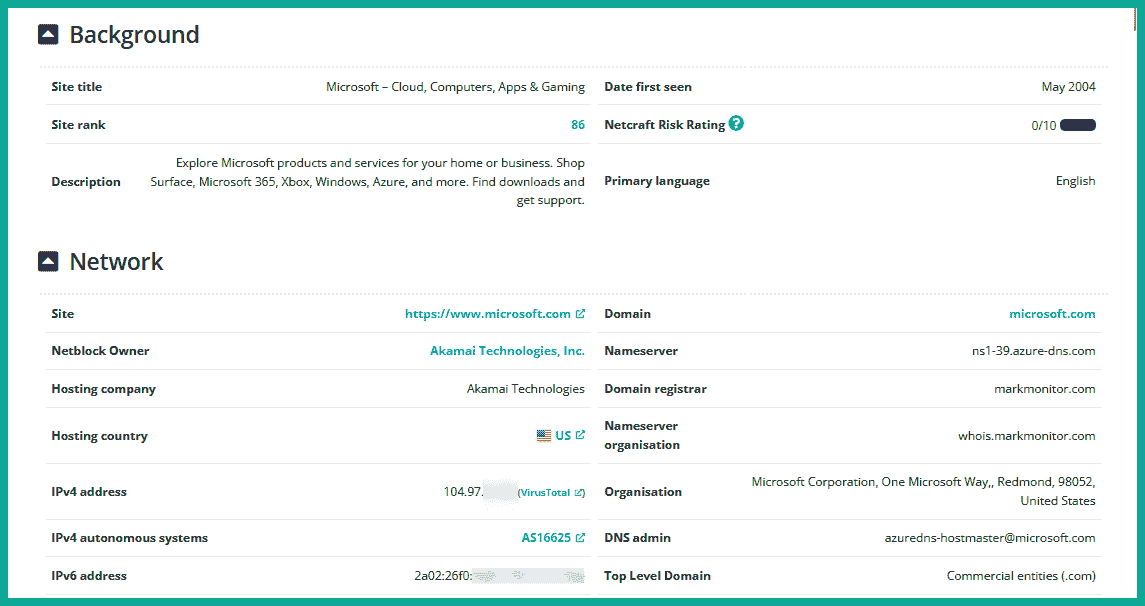 Background
Site title
Microsoft – Cloud, Computers, Apps & Gaming
Date first seen
May 2004
Site rank
86
Netcraft Risk Rating ?
0/10
Description
Explore Microsoft products and services for your home or business. Shop
Surface, Microsoft 365, Xbox, Windows, Azure, and more. Find downloads and
get support.
Primary language
English
Network
Site
https://www.microsoft.com
Domain
microsoft.com
Netblock Owner
Akamai Technologies, Inc.
Nameserver
ns1-39.azure-dns.com
Hosting company
Akamai Technologies
Domain registrar
markmonitor.com
Hosting country
US
Nameserver
organisation
whois.markmonitor.com
IPv4 address
104.97.
(VirusTotal)
Organisation
Microsoft Corporation, One Microsoft Way,, Redmond, 98052,
United States
IPv4 autonomous systems
AS16625
DNS admin
azuredns-hostmaster@microsoft.com
IPv6 address
2a02:26f0:
Top Level Domain
Commercial entities (.com)